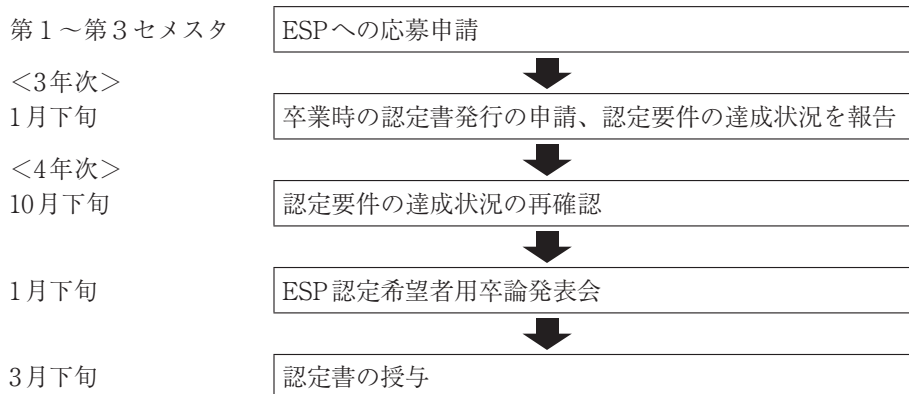 第１～第３セメスタ ESPへの応募申請
＜3年次＞
1月下旬 卒業時の認定書発行の申請、認定要件の達成状況を報告
＜4年次＞
10月下旬 認定要件の達成状況の再確認
1月下旬 ESP認定希望者用卒論発表会
3月下旬 認定書の授与